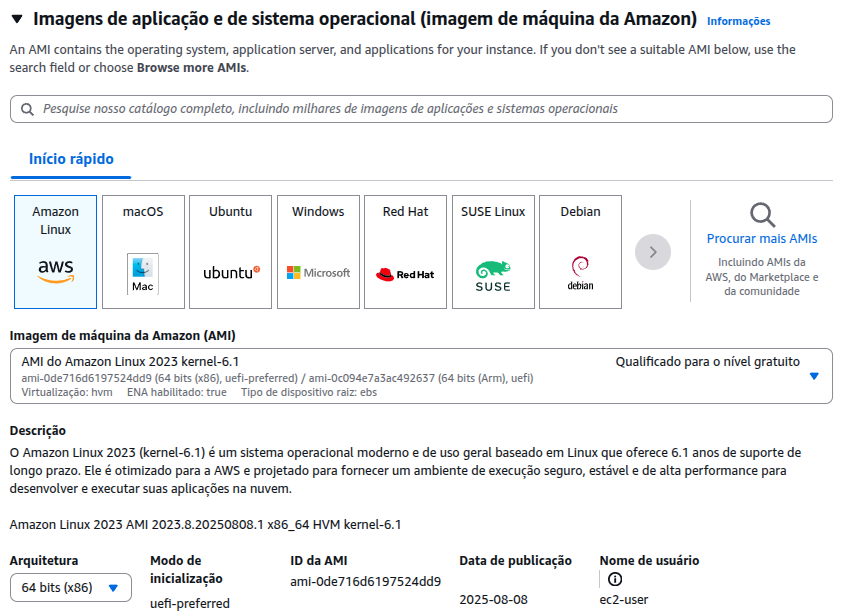 Imagens de aplicação e de sistema operacional (imagem de máquina da Amazon) Informações
An AMI contains the operating system, application server, and applications for your instance. If you don't see a suitable AMI below, use the
search field or choose Browse more AMIs.
Pesquise nosso catálogo completo, incluindo milhares de imagens de aplicações e sistemas operacionais
Início rápido
Amazon
Linux
aws
macOS
Mac
Ubuntu
ubuntu
Windows
Microsoft
Red Hat
Red Hat
SUSE Linux
SUSE
Debian
debian
Procurar mais AMIs
Incluindo AMIs da
AWS, do Marketplace e
da comunidade
Imagem de máquina da Amazon (AMI)
AMI do Amazon Linux 2023 kernel-6.1 Qualificado para o nível gratuito
ami-0de716d6197524dd9 (64 bits (x86), uefi-preferred) / ami-0c094e7a3ac492637 (64 bits (Arm), uefi)
Virtualização: hvm ENA habilitado: true Tipo de dispositivo raiz: ebs
Descrição
O Amazon Linux 2023 (kernel-6.1) é um sistema operacional moderno e de uso geral baseado em Linux que oferece 6.1 anos de suporte de
longo prazo. Ele é otimizado para a AWS e projetado para fornecer um ambiente de execução seguro, estável e de alta performance para
desenvolver e executar suas aplicações na nuvem.
Amazon Linux 2023 AMI 2023.8.20250808.1 x86_64 HVM kernel-6.1
Arquitetura
64 bits (x86)
Modo de
inicialização
uefi-preferred
ID da AMI
ami-0de716d6197524dd9
Data de publicação
2025-08-08
Nome de usuário
ec2-user